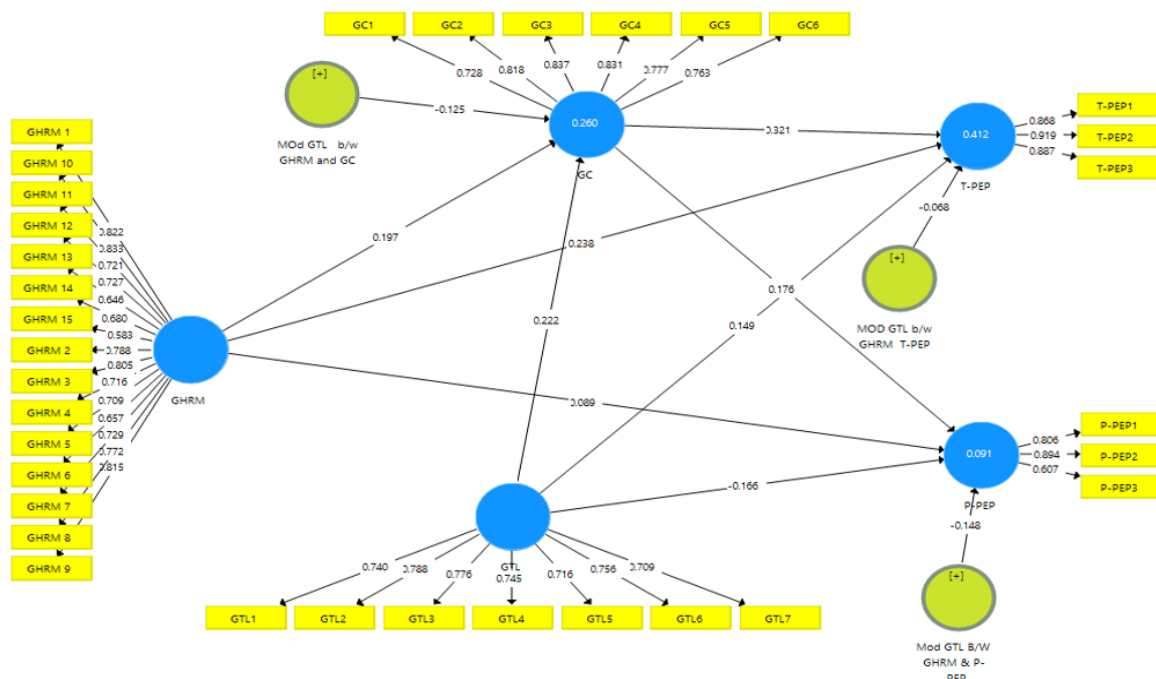 GC1
GC2
GC3
GC4
GC5
GC6
0.728
0.818
0.837
0.831
0.777
0.763
[+]
-0.125
MOd GTL b/w
GHRM and GC
0.260
GC
0.321
0.412
T-PEP
0.868
0.919
0.887
T-PEP1
T-PEP2
T-PEP3
-0.068
[+]
MOD GTL b/w
GHRM T-PEP
GHRM 1
GHRM 10
GHRM 11
GHRM 12
GHRM 13
GHRM 14
GHRM 15
GHRM 2
GHRM 3
GHRM 4
GHRM 5
GHRM 6
GHRM 7
GHRM 8
GHRM 9
0.822
0.833
0.721
0.727
0.646
0.680
0.583
0.788
0.805
0.716
0.709
0.657
0.729
0.772
0.815
GHRM
0.197
0.238
0.222
0.176
0.149
0.089
-0.166
0.091
P-PEP
0.806
0.894
0.607
P-PEP1
P-PEP2
P-PEP3
-0.148
[+]
Mod GTL B/W
GHRM & P-
PEP
GTL
0.740
0.788
0.776
0.745
0.716
0.756
0.709
GTL1
GTL2
GTL3
GTL4
GTL5
GTL6
GTL7